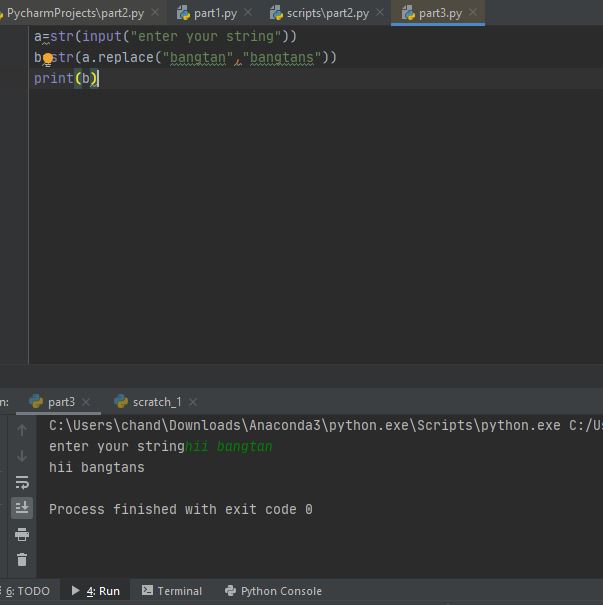 PycharmProjects\part2.py part1.py scripts\part2.py part3.py
a=str(input("enter your string"))
b=str(a.replace("bangtan","bangtans"))
print(b)
n: part3 scratch_1
C:\Users\chand\Downloads\Anaconda3\python.exe\Scripts\python.exe C:/Us
enter your stringhii bangtan
hii bangtans
Process finished with exit code 0
6: TODO 4: Run Terminal Python Console